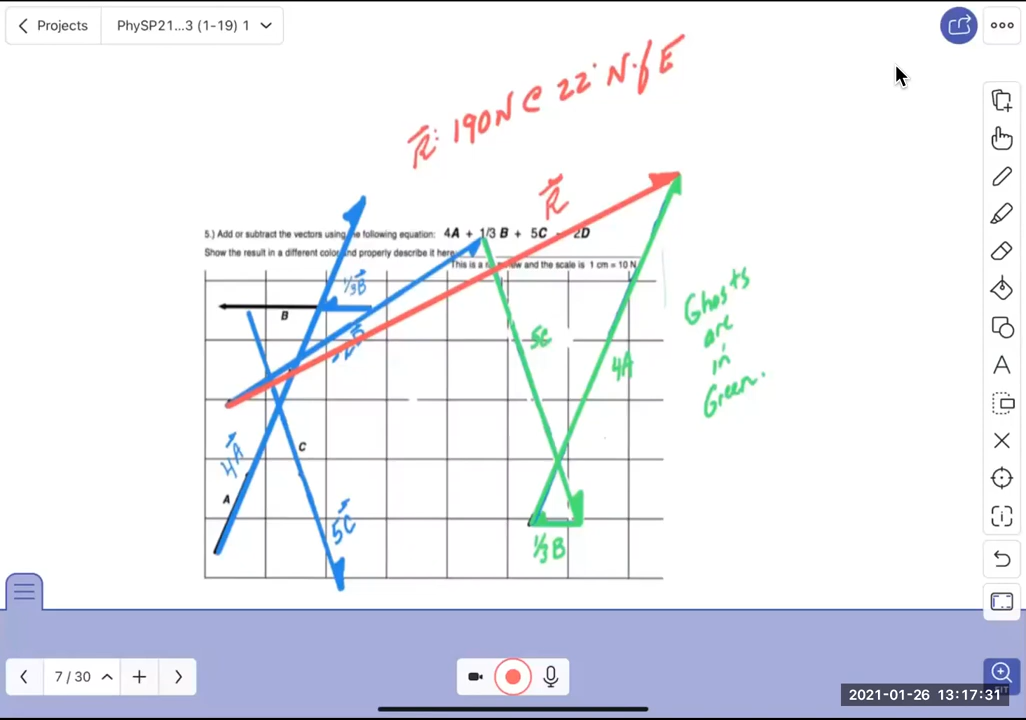 Projects
PhySP21...3 (1-19) 1
R: 190N @ 22° N of E
R
5.) Add or subtract the vectors using the following equation: 4A + 1/3 B + 5C - 2D
Show the result in a different color and properly describe it here
This is a and the scale is 1 cm = 10 N
1/3B
B
5C
4A
Ghosts
are
in
Green.
C
4A
A
5C
1/3B
7 / 30
2021-01-26 13:17:31